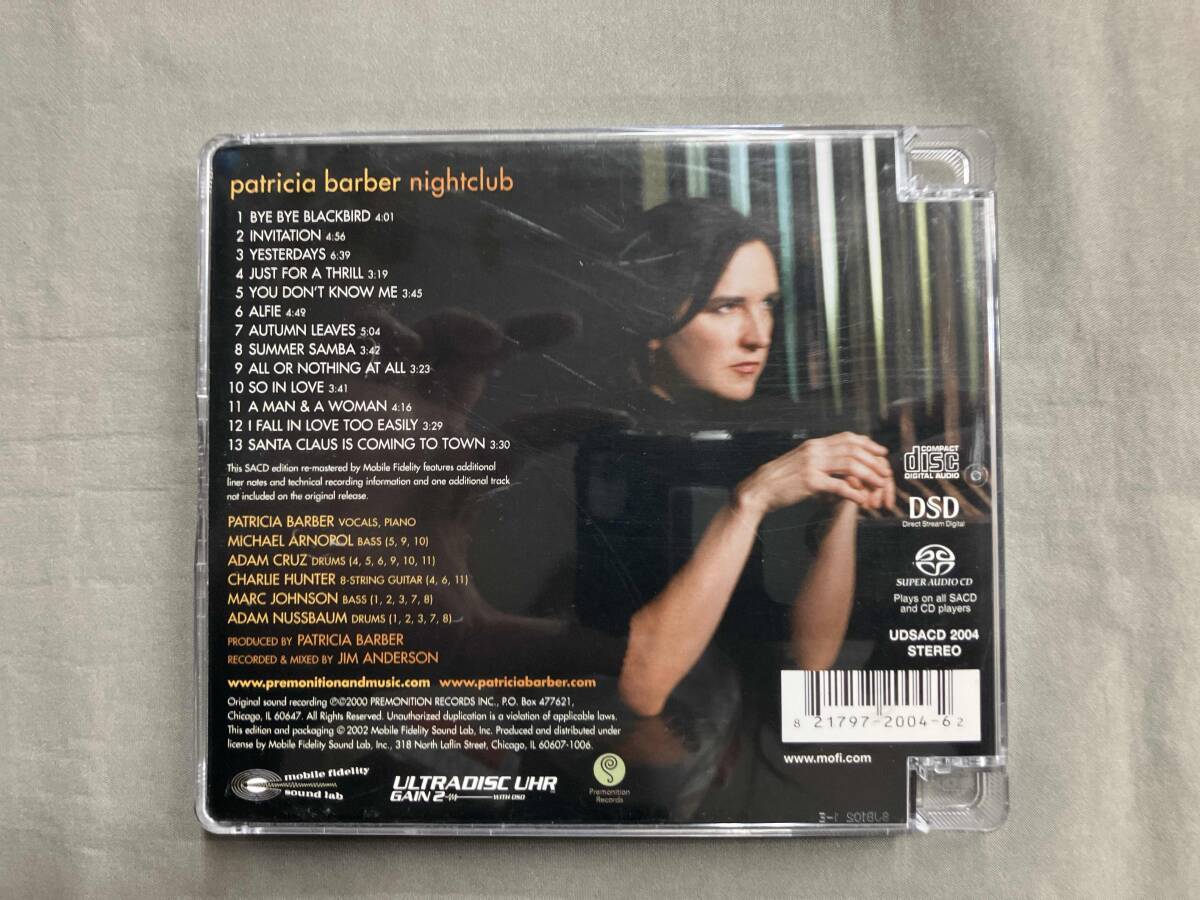 patricia barber nightclub
1 BYE BYE BLACKBIRD 4:01
2 INVITATION 4:56
3 YESTERDAYS 6:39
4 JUST FOR A THRILL 3:19
5 YOU DON'T KNOW ME 3:45
6 ALFIE 4:49
7 AUTUMN LEAVES 5:04
8 SUMMER SAMBA 3:42
9 ALL OR NOTHING AT ALL 3:23
10 SO IN LOVE 3:41
11 A MAN & A WOMAN 4:16
12 I FALL IN LOVE TOO EASILY 3:29
13 SANTA CLAUS IS COMING TO TOWN 3:30
This SACD edition re-mastered by Mobile Fidelity features additional
liner notes and technical recording information and one additional track
not included on the original release.
PATRICIA BARBER VOCALS, PIANO
MICHAEL ARNOPOL BASS (5, 9, 10)
ADAM CRUZ DRUMS (4, 5, 6, 9, 10, 11)
CHARLIE HUNTER 8-STRING GUITAR (4, 6, 11)
MARC JOHNSON BASS (1, 2, 3, 7, 8)
ADAM NUSSBAUM DRUMS (1, 2, 3, 7, 8)
PRODUCED BY PATRICIA BARBER
RECORDED & MIXED BY JIM ANDERSON
www.premonitionandmusic.com www.patriciabarber.com
Original sound recording ℗©2000 PREMONITION RECORDS INC., P.O. Box 477621,
Chicago, IL 60647. All Rights Reserved. Unauthorized duplication is a violation of applicable laws.
This edition and packaging © 2002 Mobile Fidelity Sound Lab, Inc. Produced and distributed under
license by Mobile Fidelity Sound Lab, Inc., 318 North Laflin Street, Chicago, IL 60607-1006.
mobile fidelity
sound lab
ULTRADISC UHR
GAIN 2 WITH DSD
Premonition
Records
COMPACT
disc
DIGITAL AUDIO
DSD
Direct Stream Digital
SUPER AUDIO CD
Plays on all SACD
and CD players
UDSACD 2004
STEREO
8 21797-2004-6 2
www.mofi.com